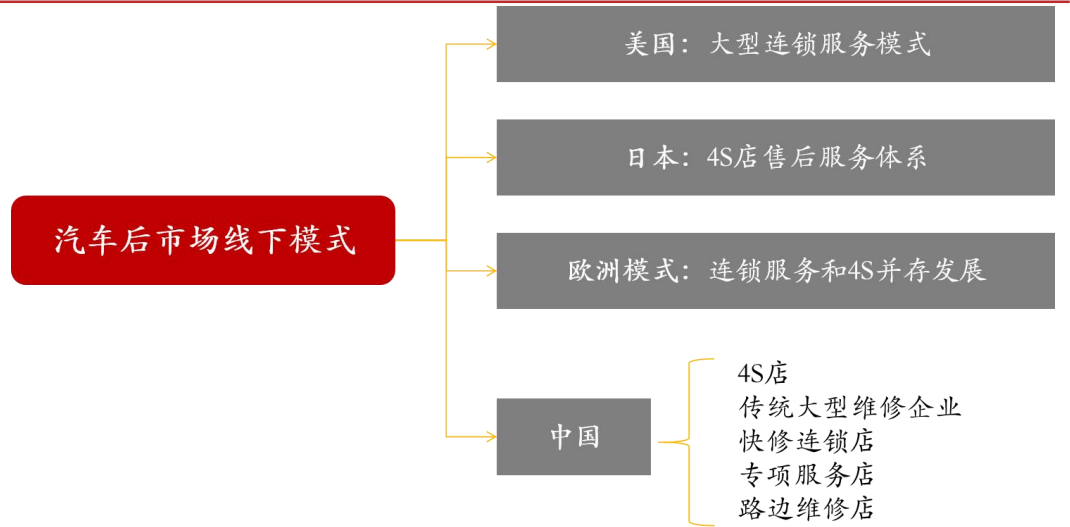 美国：大型连锁服务模式
日本：4S店售后服务体系
汽车后市场线下模式
欧洲模式：连锁服务和4S并存发展
中国
4S店
传统大型维修企业
快修连锁店
专项服务店
路边维修店